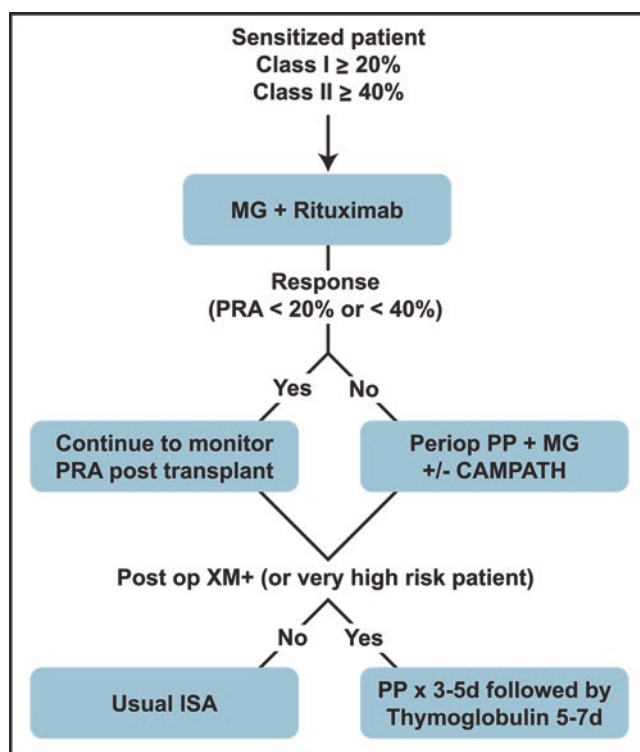 Sensitized patient
Class I ≥ 20%
Class II ≥ 40%
MG + Rituximab
Response
(PRA < 20% or < 40%)
Yes
No
Continue to monitor
PRA post transplant
Periop PP + MG
+/- CAMPATH
Post op XM+ (or very high risk patient)
No
Yes
Usual ISA
PP x 3-5d followed by
Thymoglobulin 5-7d